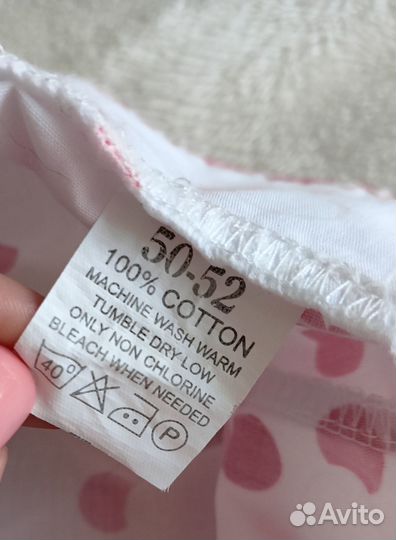 50-52
100% COTTON
MACHINE WASH WARM
TUMBLE DRY LOW
ONLY NON CHLORINE
BLEACH WHEN NEEDED
40° P
Avito